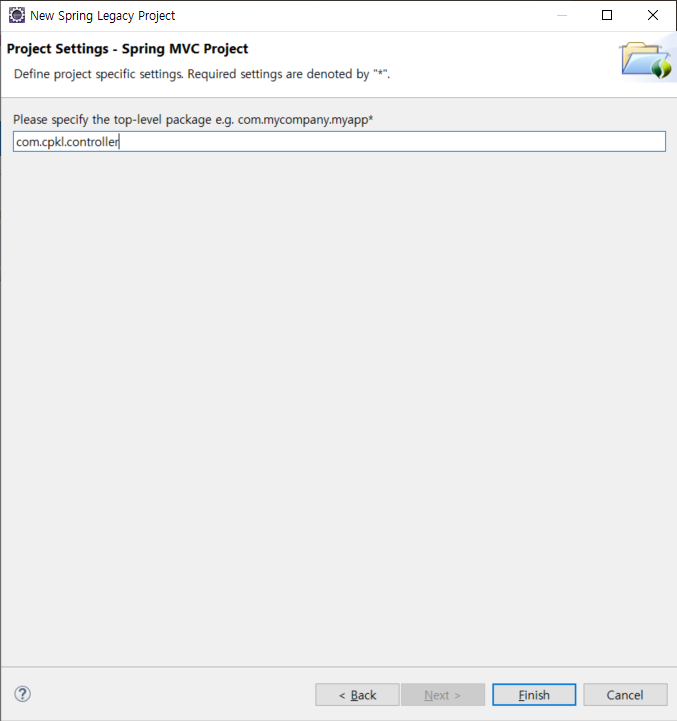 New Spring Legacy Project
Project Settings - Spring MVC Project
Define project specific settings. Required settings are denoted by "*".
Please specify the top-level package e.g. com.mycompany.myapp*
com.cpkl.controller
?
< Back Next > Finish Cancel